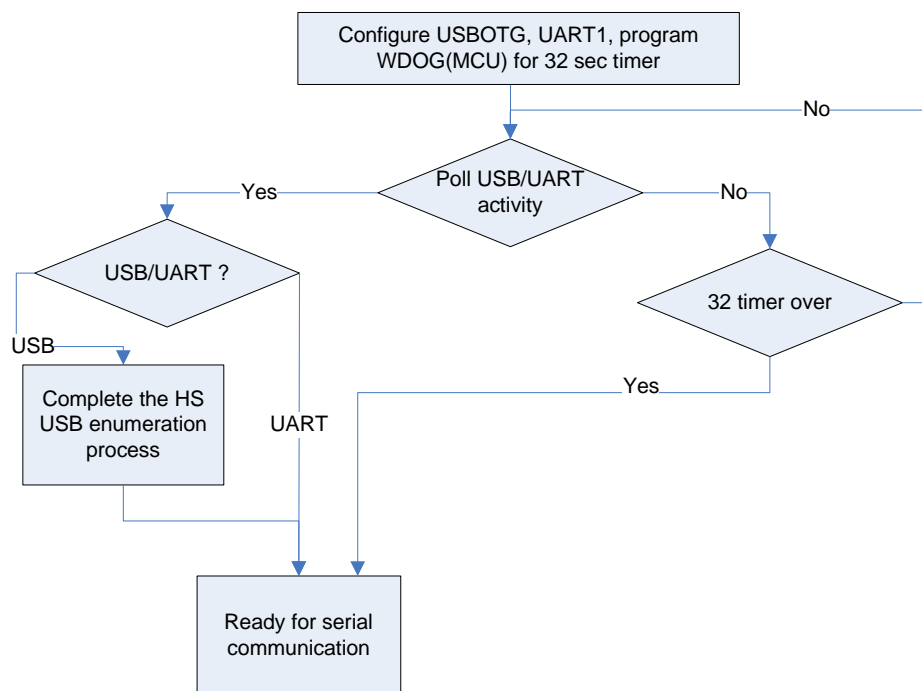 Configure USBOTG, UART1, program
WDOG(MCU) for 32 sec timer
No
Poll USB/UART
activity
Yes
No
USB/UART ?
32 timer over
USB
Complete the HS
USB enumeration
process
UART
Yes
Ready for serial
communication